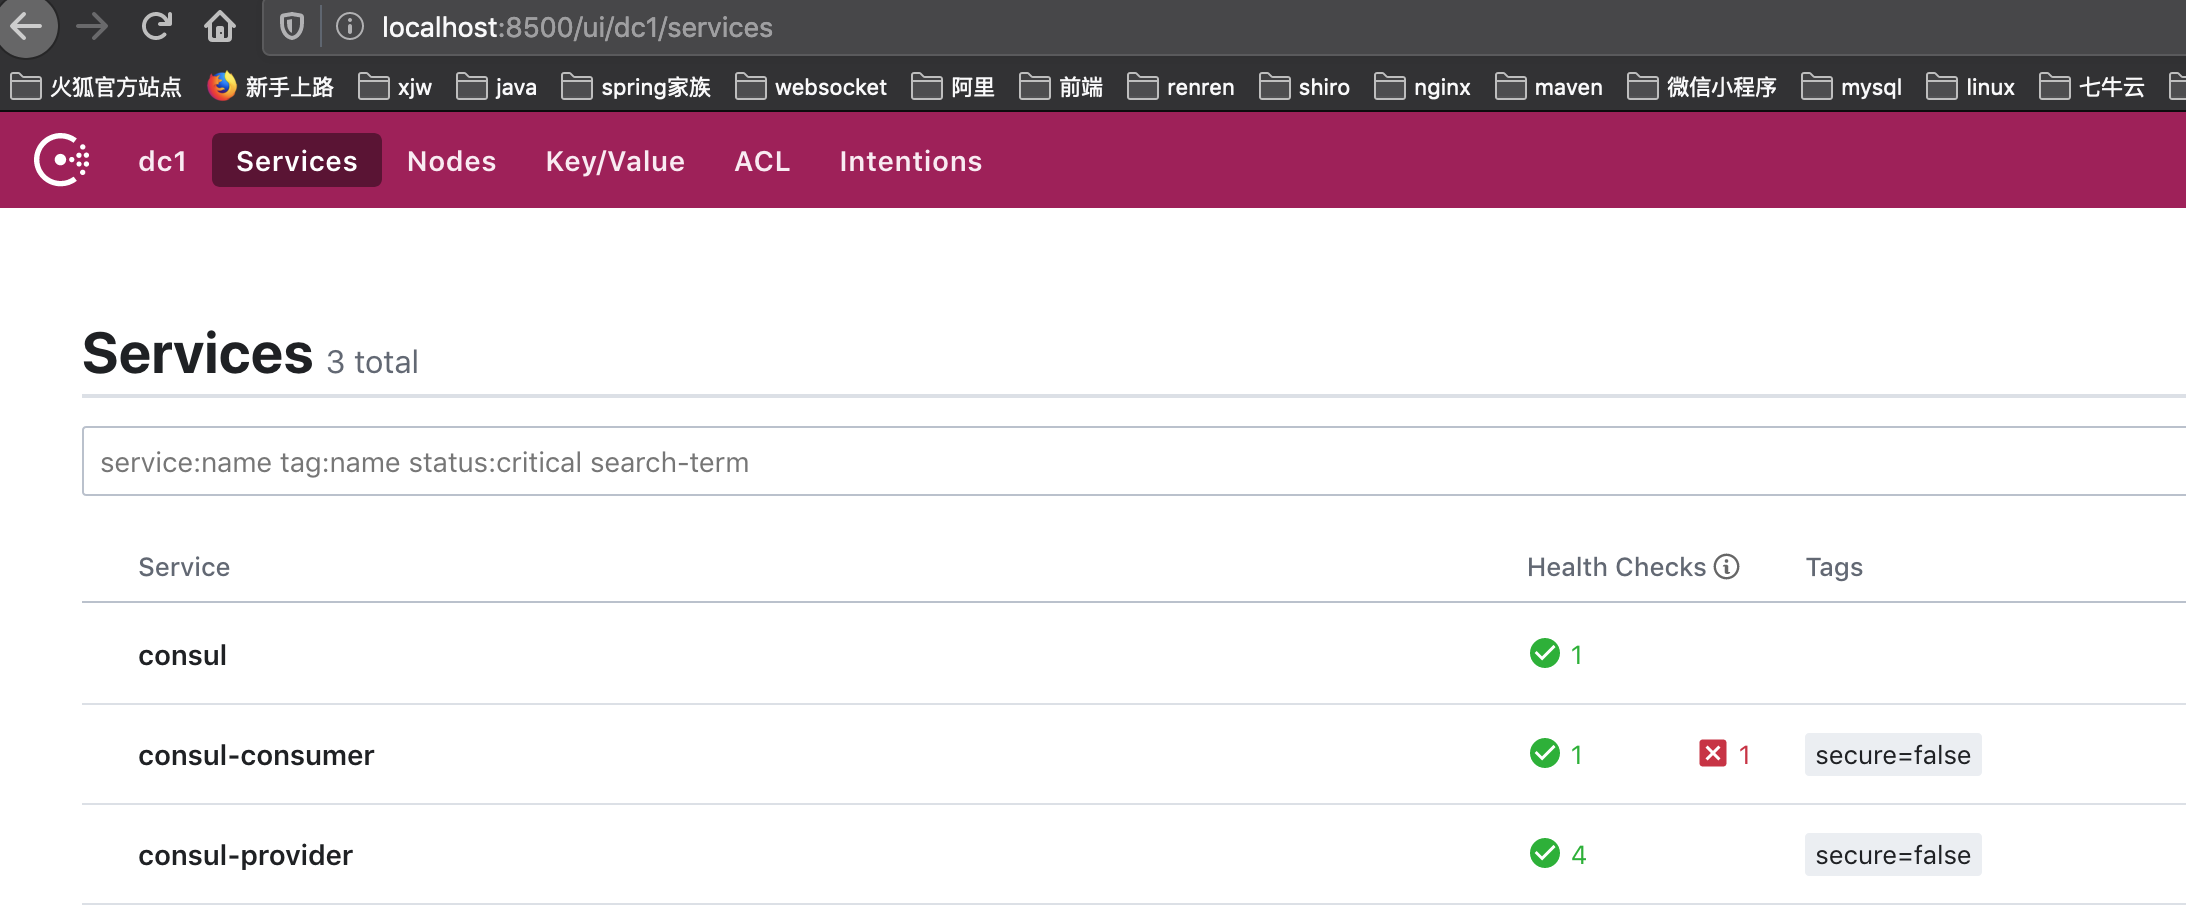 localhost:8500/ui/dc1/services
火狐官方站点 新手上路 xjw java spring家族 websocket 阿里 前端 renren shiro nginx maven 微信小程序 mysql linux 七牛云
dc1 Services Nodes Key/Value ACL Intentions
Services 3 total
service:name tag:name status:critical search-term
Service Health Checks Tags
consul 1
consul-consumer 1 1 secure=false
consul-provider 4 secure=false